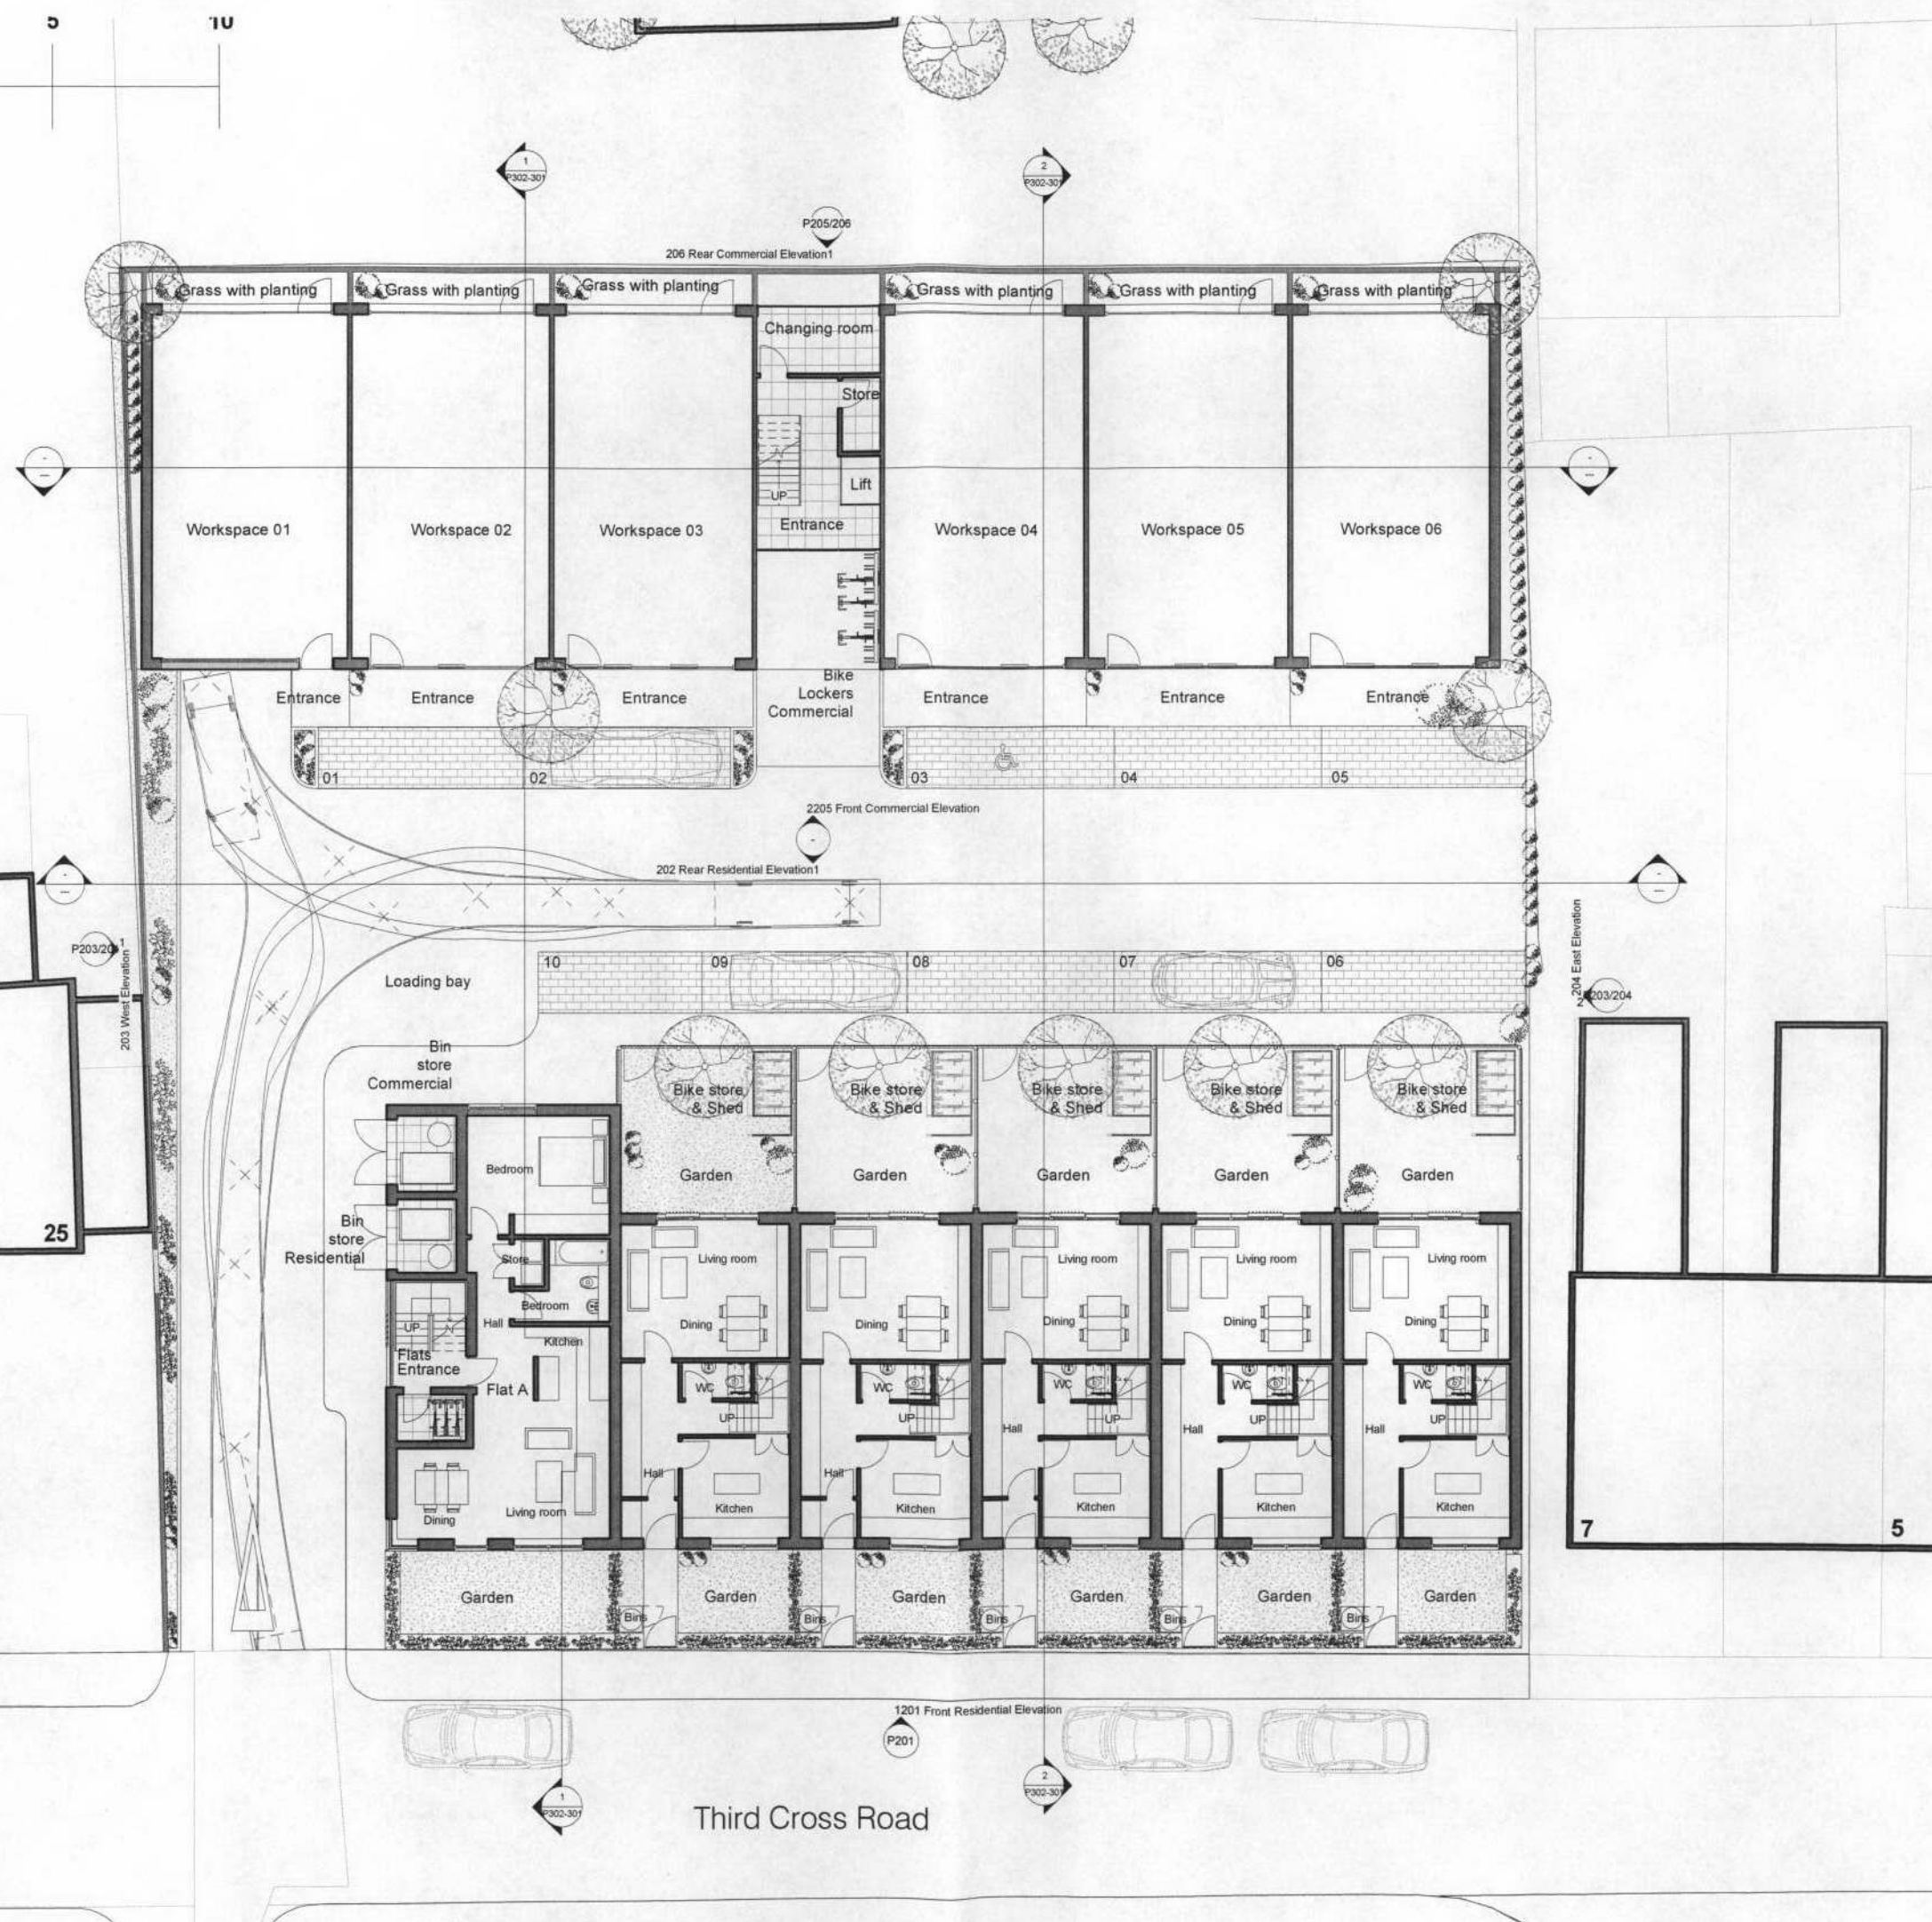 5 10
1
P302-301
2
P302-301
P205/206
206 Rear Commercial Elevation1
Grass with planting
Grass with planting
Grass with planting
Grass with planting
Grass with planting
Grass with planting
Changing room
Store
Lift
UP
Entrance
Workspace 01
Workspace 02
Workspace 03
Workspace 04
Workspace 05
Workspace 06
Entrance
Entrance
Entrance
Bike
Lockers
Commercial
Entrance
Entrance
Entrance
01
02
03
04
05
2205 Front Commercial Elevation
202 Rear Residential Elevation1
203 West Elevation
1
204 East Elevation
2
Loading bay
10
09
08
07
06
Bin
store
Commercial
Bin
store
Residential
25
Bike store
& Shed
Bike store
& Shed
Bike store
& Shed
Bike store
& Shed
Bike store
& Shed
Garden
Garden
Garden
Garden
Garden
Bedroom
Store
Bedroom
Hall
Kitchen
UP
Flats
Entrance
Flat A
Dining
Living room
Living room
Living room
Living room
Living room
Living room
Dining
Dining
Dining
Dining
Dining
WC
WC
WC
WC
WC
UP
UP
UP
UP
UP
Hall
Hall
Hall
Hall
Hall
Kitchen
Kitchen
Kitchen
Kitchen
Kitchen
7
5
Garden
Garden
Garden
Garden
Garden
Garden
Bins
Bins
Bins
Bins
Bins
1201 Front Residential Elevation
P201
1
P302-301
2
P302-301
Third Cross Road